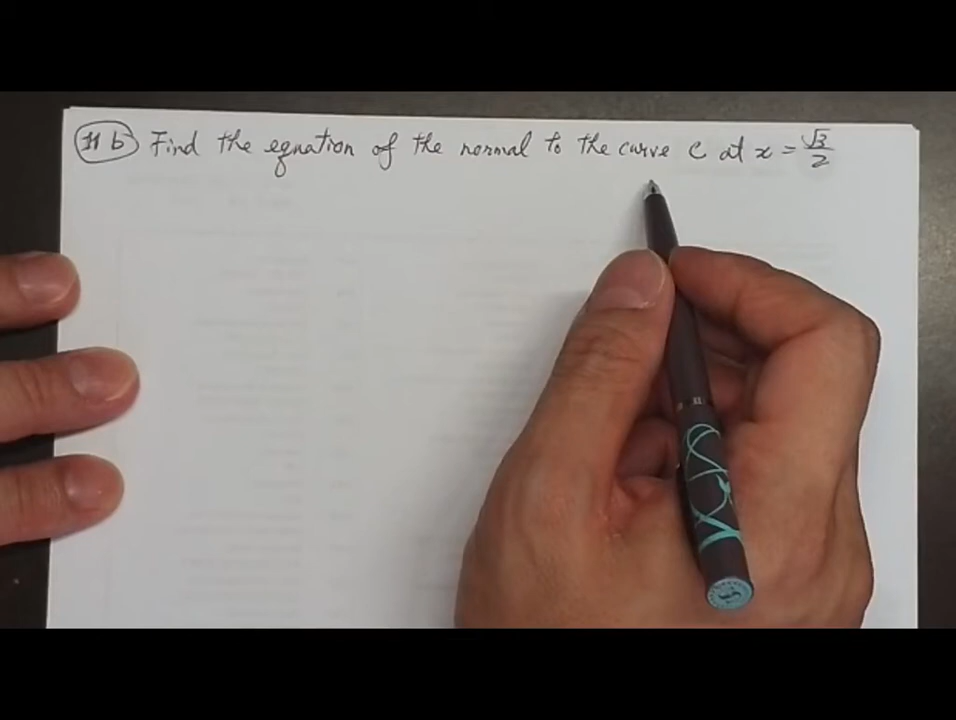 11 b Find the equation of the normal to the curve C at x = √3/2